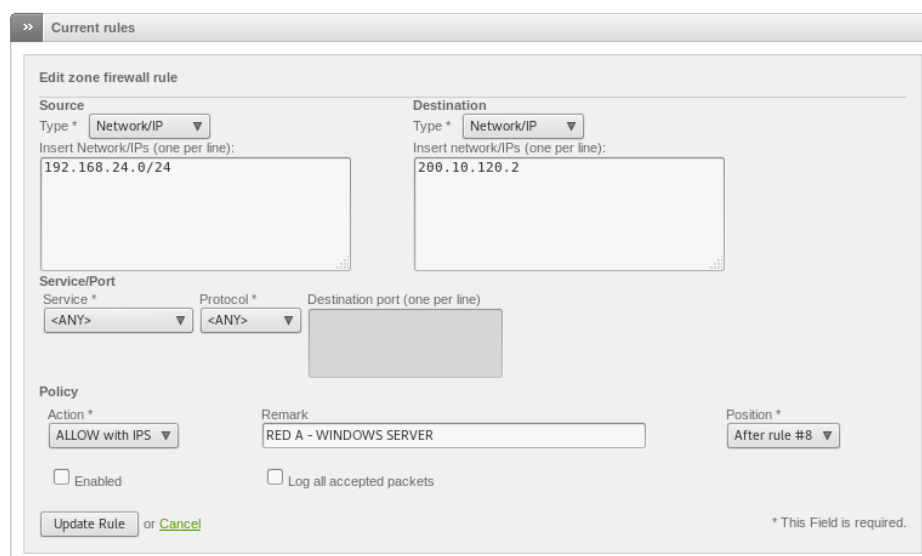 » Current rules
Edit zone firewall rule
Source Destination
Type * Network/IP Type * Network/IP
Insert Network/IPs (one per line): Insert network/IPs (one per line):
192.168.24.0/24 200.10.120.2
Service/Port
Service * Protocol * Destination port (one per line)
<ANY> <ANY>
Policy
Action * Remark Position *
ALLOW with IPS RED A - WINDOWS SERVER After rule #8
Enabled Log all accepted packets
Update Rule or Cancel * This Field is required.